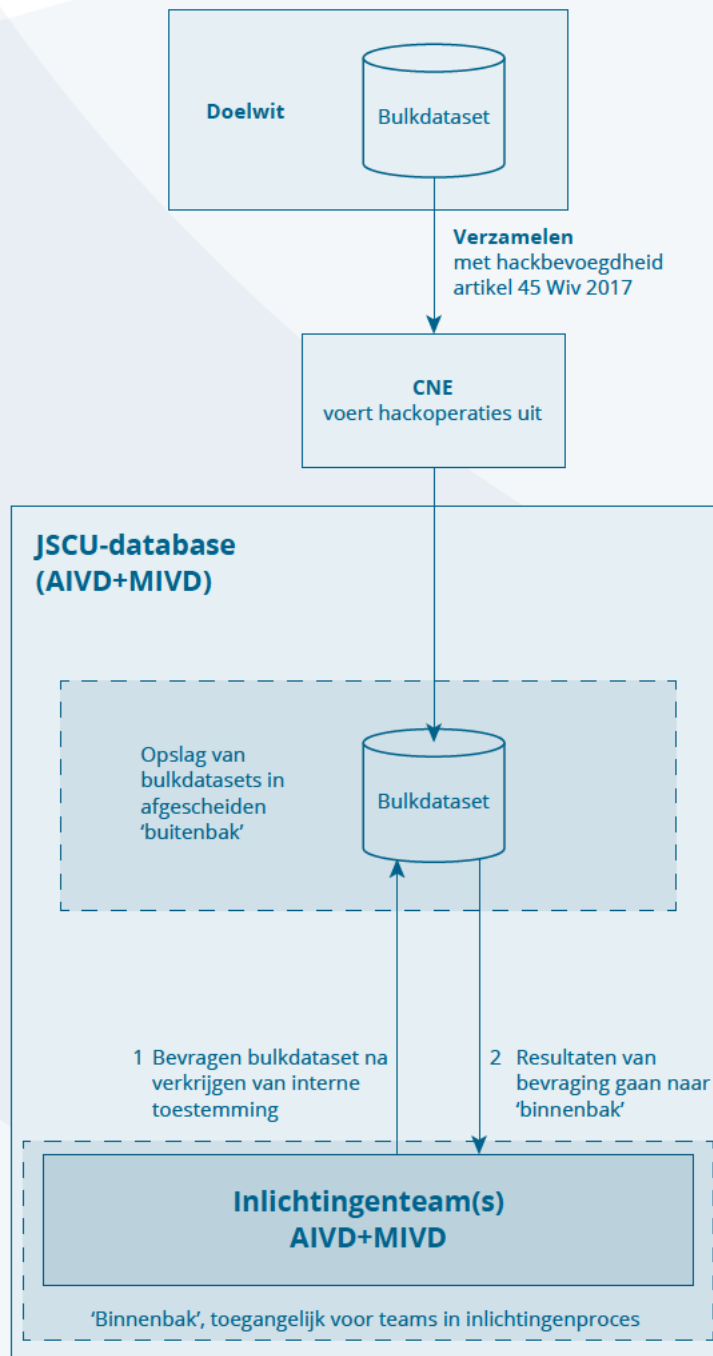 Doelwit
Bulkdataset
Verzamelen
met hackbevoegdheid
artikel 45 Wiv 2017
CNE
voert hackoperaties uit
JSCU-database
(AIVD+MIVD)
Opslag van
bulkdatasets in
afgescheiden
‘buitenbak’
Bulkdataset
1 Bevragen bulkdataset na
verkrijgen van interne
toestemming
2 Resultaten van
bevraging gaan naar
‘binnenbak’
Inlichtingenteam(s)
AIVD+MIVD
‘Binnenbak’, toegangelijk voor teams in inlichtingenproces